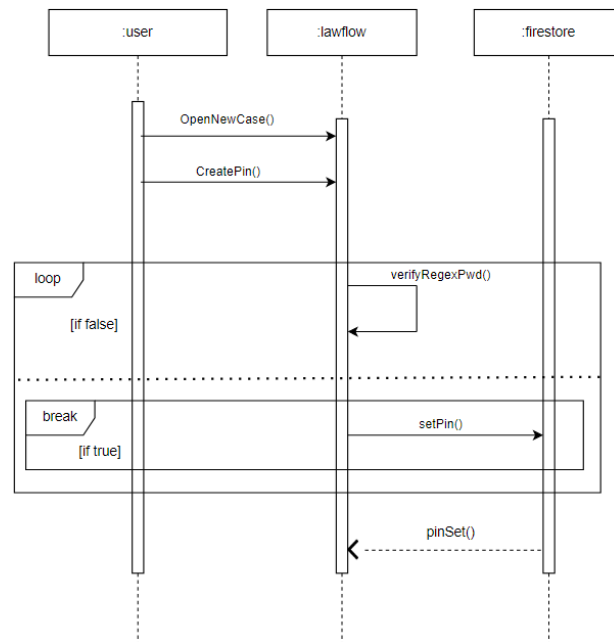 :user
:lawflow
:firestore
OpenNewCase()
CreatePin()
loop
verifyRegexPwd()
[if false]
break
setPin()
[if true]
pinSet()